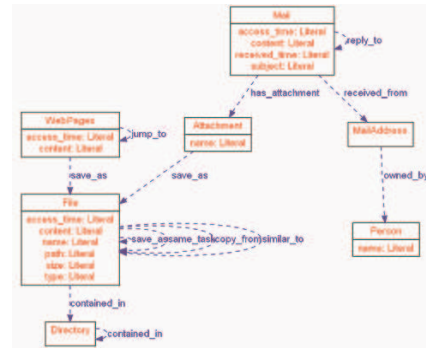 Mail
access_time: Literal
content: Literal
received_time: Literal
subject: Literal
reply_to
has_attachment
received_from
WebPages
access_time: Literal
content: Literal
jump_to
Attachment
name: Literal
MailAddress
save_as
save_as
owned_by
File
access_time: Literal
content: Literal
name: Literal
path: Literal
size: Literal
type: Literal
save_as
same_task
copy_from
similar_to
Person
name: Literal
contained_in
Directory
contained_in